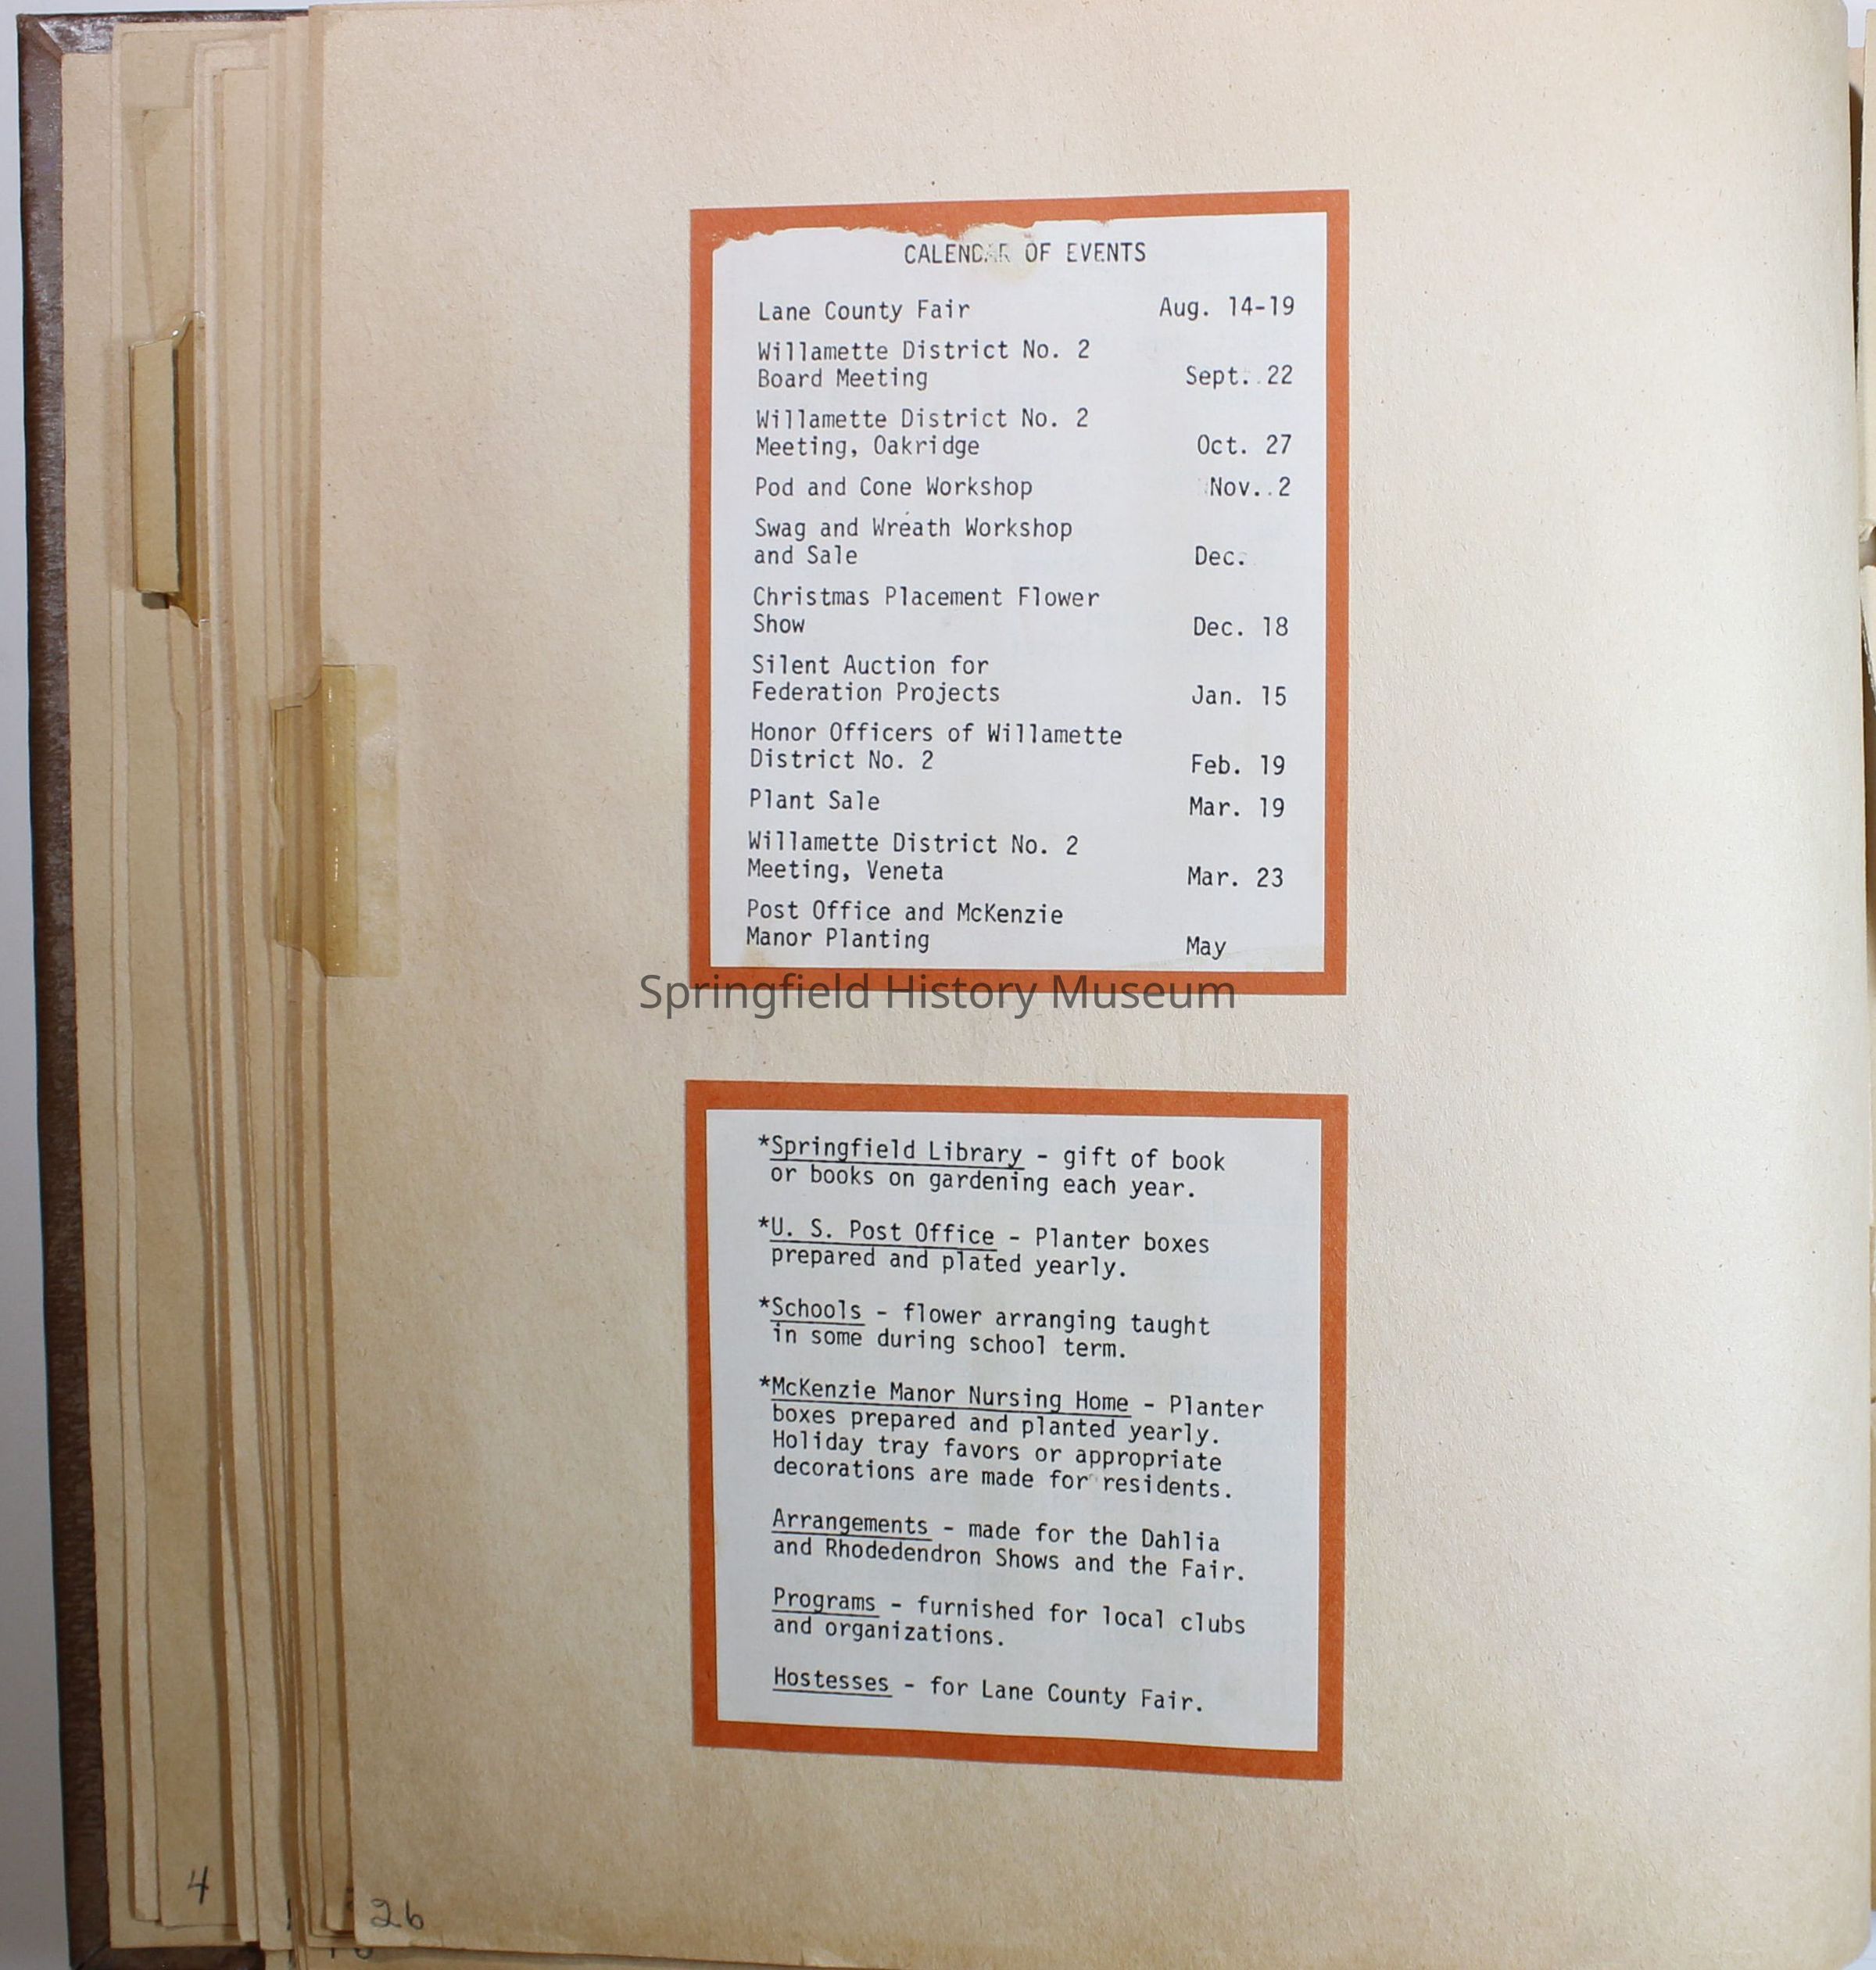 CALENDAR OF EVENTS
Lane County Fair Aug. 14-19
Willamette District No. 2
Board Meeting Sept. 22
Willamette District No. 2
Meeting, Oakridge Oct. 27
Pod and Cone Workshop Nov. 2
Swag and Wreath Workshop
and Sale Dec.
Christmas Placement Flower
Show Dec. 18
Silent Auction for
Federation Projects Jan. 15
Honor Officers of Willamette
District No. 2 Feb. 19
Plant Sale Mar. 19
Willamette District No. 2
Meeting, Veneta Mar. 23
Post Office and McKenzie
Manor Planting May
Springfield History Museum
*Springfield Library - gift of book
or books on gardening each year.
*U. S. Post Office - Planter boxes
prepared and plated yearly.
*Schools - flower arranging taught
in some during school term.
*McKenzie Manor Nursing Home - Planter
boxes prepared and planted yearly.
Holiday tray favors or appropriate
decorations are made for residents.
Arrangements - made for the Dahlia
and Rhodedendron Shows and the Fair.
Programs - furnished for local clubs
and organizations.
Hostesses - for Lane County Fair.
4
26